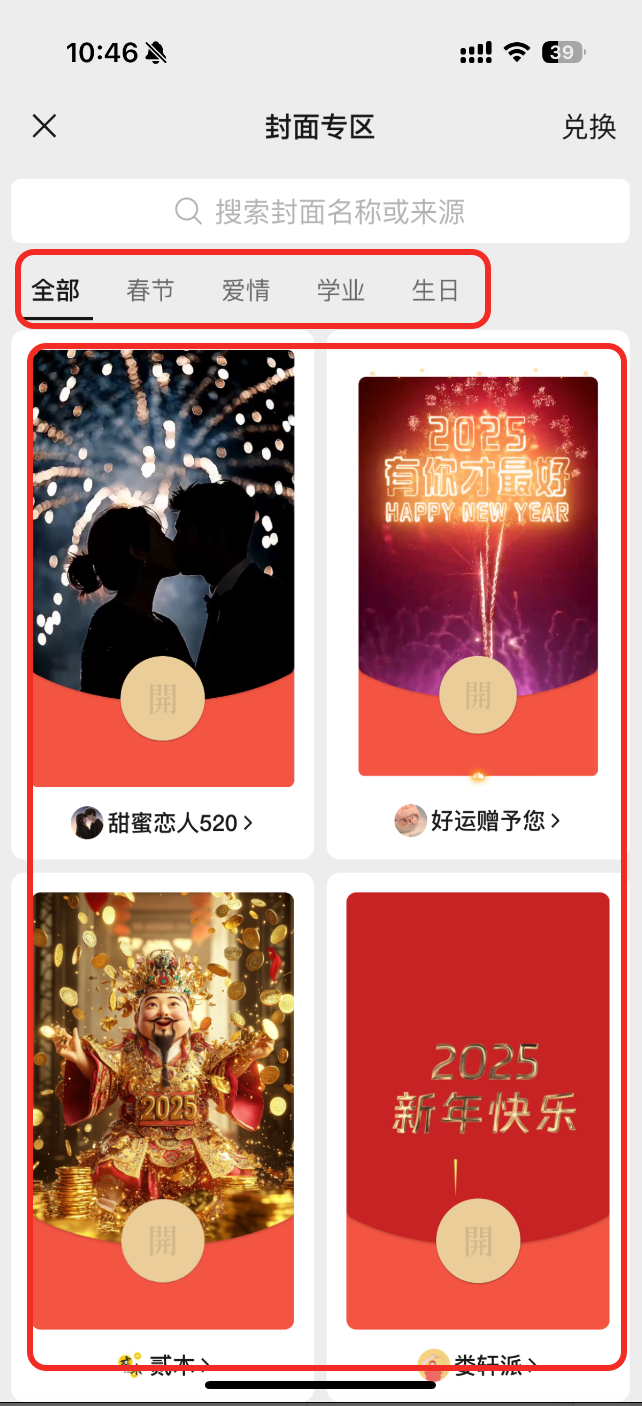 10:46
39
封面专区
兑换
搜索封面名称或来源
全部 春节 爱情 学业 生日
開
甜蜜恋人520
2025
有你才最好
HAPPY NEW YEAR
開
好运赠予您
2025
開
贰本
2025
新年快乐
開
娄轩派